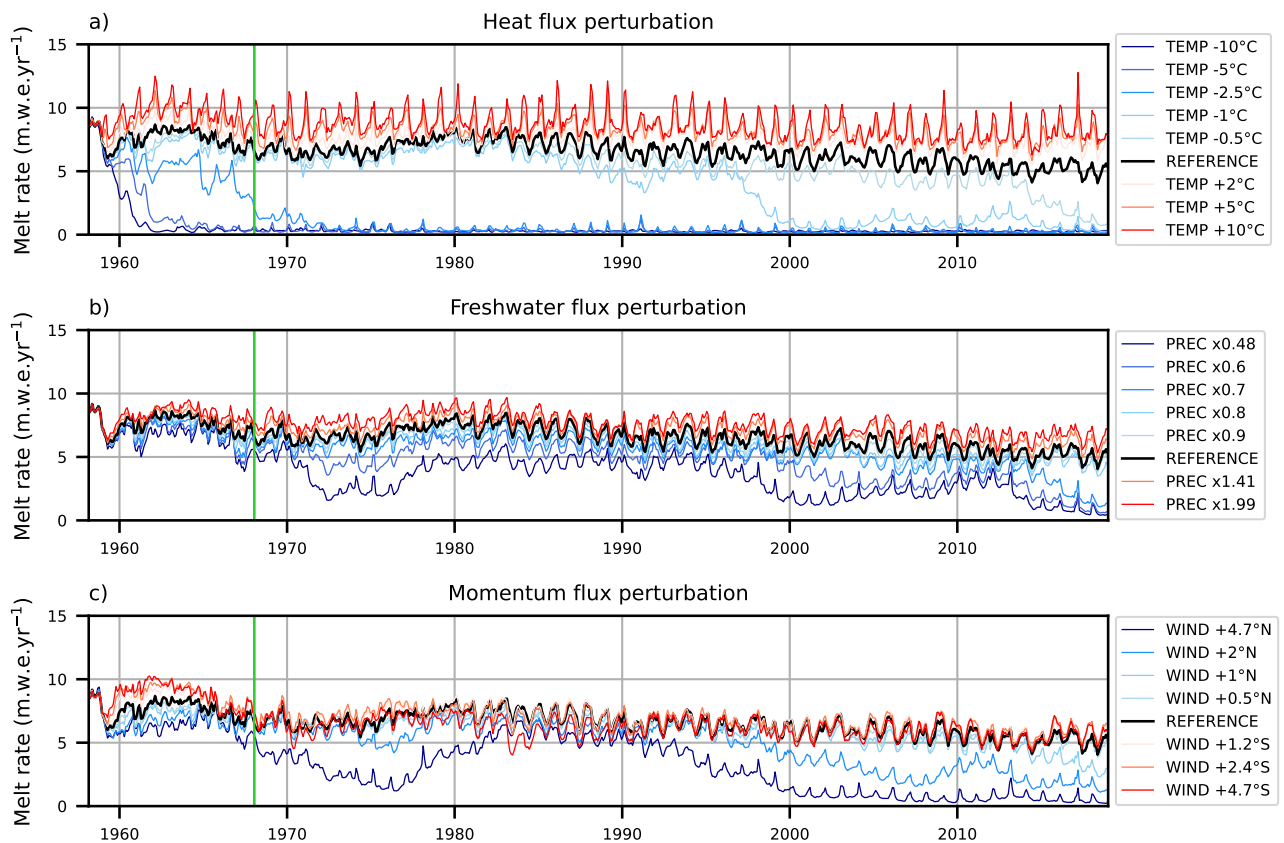 a)
Heat flux perturbation
Melt rate (m.w.e.yr⁻¹)
15
10
5
0
1960 1970 1980 1990 2000 2010
TEMP -10°C
TEMP -5°C
TEMP -2.5°C
TEMP -1°C
TEMP -0.5°C
REFERENCE
TEMP +2°C
TEMP +5°C
TEMP +10°C
b)
Freshwater flux perturbation
Melt rate (m.w.e.yr⁻¹)
15
10
5
0
1960 1970 1980 1990 2000 2010
PREC x0.48
PREC x0.6
PREC x0.7
PREC x0.8
PREC x0.9
REFERENCE
PREC x1.41
PREC x1.99
c)
Momentum flux perturbation
Melt rate (m.w.e.yr⁻¹)
15
10
5
0
1960 1970 1980 1990 2000 2010
WIND +4.7°N
WIND +2°N
WIND +1°N
WIND +0.5°N
REFERENCE
WIND +1.2°S
WIND +2.4°S
WIND +4.7°S